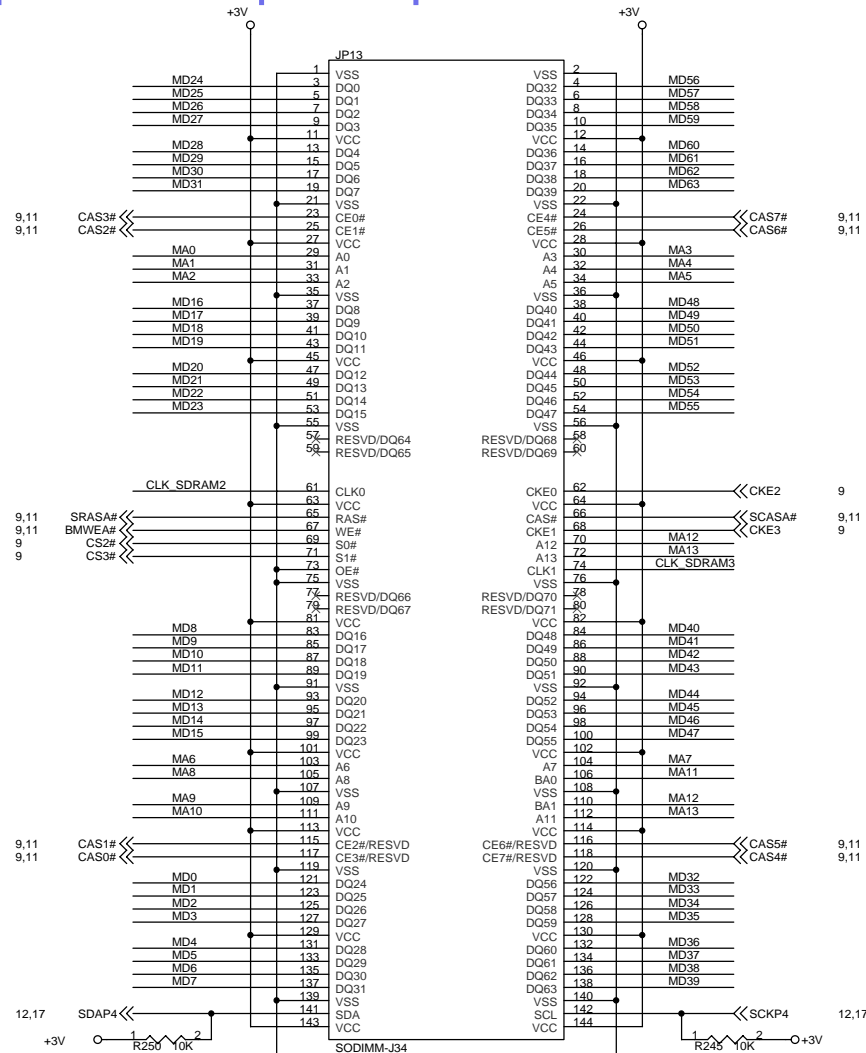 +3V +3V
JP13
1 VSS VSS 2
MD24 3 DQ0 DQ32 4 MD56
MD25 5 DQ1 DQ33 6 MD57
MD26 7 DQ2 DQ34 8 MD58
MD27 9 DQ3 DQ35 10 MD59
11 VCC VCC 12
MD28 13 DQ4 DQ36 14 MD60
MD29 15 DQ5 DQ37 16 MD61
MD30 17 DQ6 DQ38 18 MD62
MD31 19 DQ7 DQ39 20 MD63
21 VSS VSS 22
9,11 CAS3# 23 CE0# CE4# 24 CAS7# 9,11
9,11 CAS2# 25 CE1# CE5# 26 CAS6# 9,11
27 VCC VCC 28
MA0 29 A0 A3 30 MA3
MA1 31 A1 A4 32 MA4
MA2 33 A2 A5 34 MA5
35 VSS VSS 36
MD16 37 DQ8 DQ40 38 MD48
MD17 39 DQ9 DQ41 40 MD49
MD18 41 DQ10 DQ42 42 MD50
MD19 43 DQ11 DQ43 44 MD51
45 VCC VCC 46
MD20 47 DQ12 DQ44 48 MD52
MD21 49 DQ13 DQ45 50 MD53
MD22 51 DQ14 DQ46 52 MD54
MD23 53 DQ15 DQ47 54 MD55
55 VSS VSS 56
57 RESVD/DQ64 RESVD/DQ68 58
59 RESVD/DQ65 RESVD/DQ69 60
CLK_SDRAM2 61 CLK0 CKE0 62 CKE2 9
63 VCC VCC 64
9,11 SRASA# 65 RAS# CAS# 66 SCASA# 9,11
9,11 BMWEA# 67 WE# CKE1 68 CKE3 9
9 CS2# 69 S0# A12 70 MA12
9 CS3# 71 S1# A13 72 MA13
73 OE# CLK1 74 CLK_SDRAM3
75 VSS VSS 76
77 RESVD/DQ66 RESVD/DQ70 78
79 RESVD/DQ67 RESVD/DQ71 80
81 VCC VCC 82
MD8 83 DQ16 DQ48 84 MD40
MD9 85 DQ17 DQ49 86 MD41
MD10 87 DQ18 DQ50 88 MD42
MD11 89 DQ19 DQ51 90 MD43
91 VSS VSS 92
MD12 93 DQ20 DQ52 94 MD44
MD13 95 DQ21 DQ53 96 MD45
MD14 97 DQ22 DQ54 98 MD46
MD15 99 DQ23 DQ55 100 MD47
101 VCC VCC 102
MA6 103 A6 A7 104 MA7
MA8 105 A8 BA0 106 MA11
107 VSS VSS 108
MA9 109 A9 BA1 110 MA12
MA10 111 A10 A11 112 MA13
113 VCC VCC 114
9,11 CAS1# 115 CE2#/RESVD CE6#/RESVD 116 CAS5# 9,11
9,11 CAS0# 117 CE3#/RESVD CE7#/RESVD 118 CAS4# 9,11
119 VSS VSS 120
MD0 121 DQ24 DQ56 122 MD32
MD1 123 DQ25 DQ57 124 MD33
MD2 125 DQ26 DQ58 126 MD34
MD3 127 DQ27 DQ59 128 MD35
129 VCC VCC 130
MD4 131 DQ28 DQ60 132 MD36
MD5 133 DQ29 DQ61 134 MD37
MD6 135 DQ30 DQ62 136 MD38
MD7 137 DQ31 DQ63 138 MD39
139 VSS VSS 140
12,17 SDAP4 141 SDA SCL 142 SCKP4 12,17
143 VCC VCC 144
+3V 1 2 R250 10K SODIMM-J34 1 2 R245 10K +3V